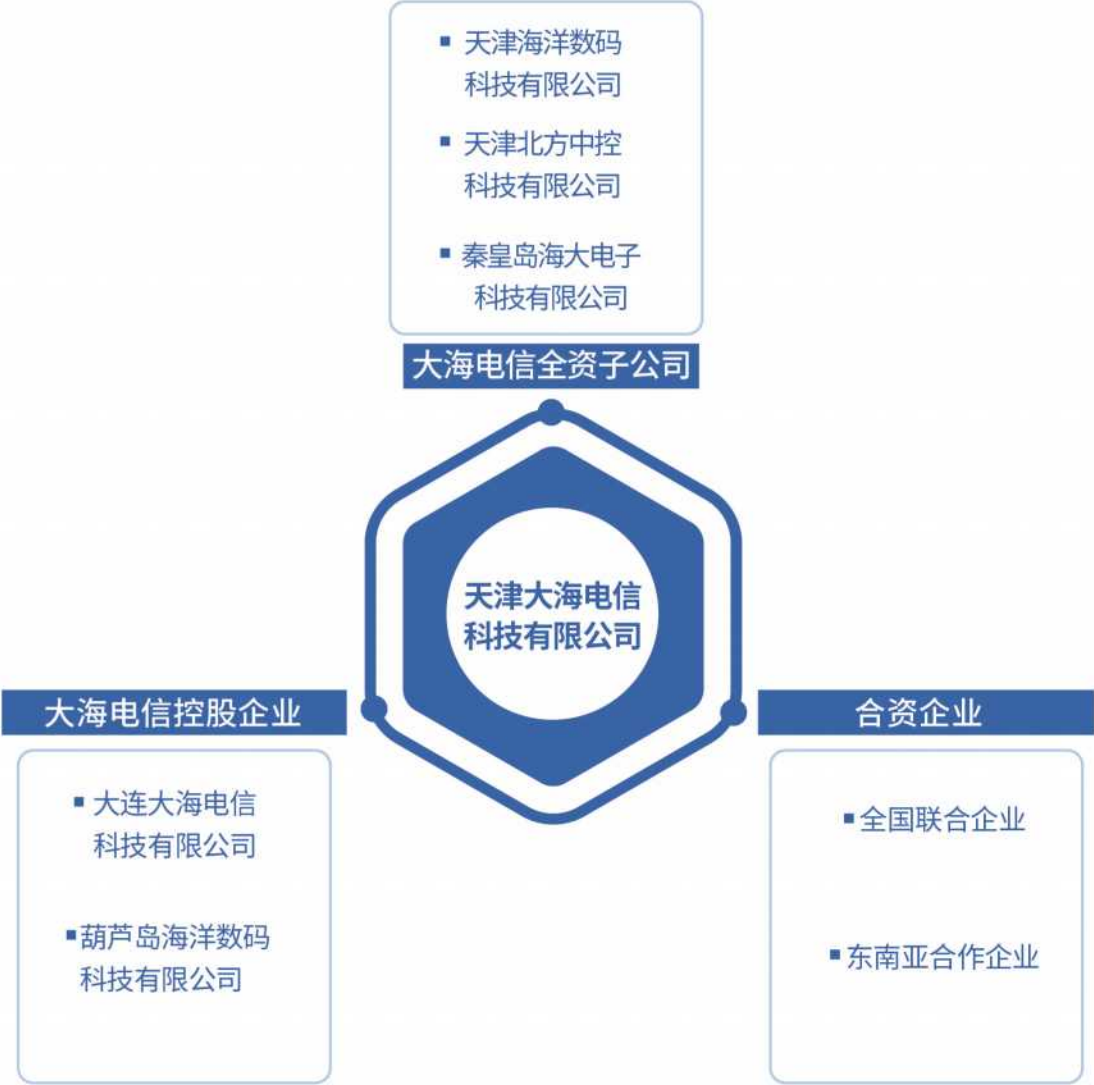 ▪ 天津海洋数码
科技有限公司
▪ 天津北方中控
科技有限公司
▪ 秦皇岛海大电子
科技有限公司
大海电信全资子公司
天津大海电信
科技有限公司
大海电信控股企业
▪ 大连大海电信
科技有限公司
▪葫芦岛海洋数码
科技有限公司
合资企业
▪全国联合企业
▪东南亚合作企业